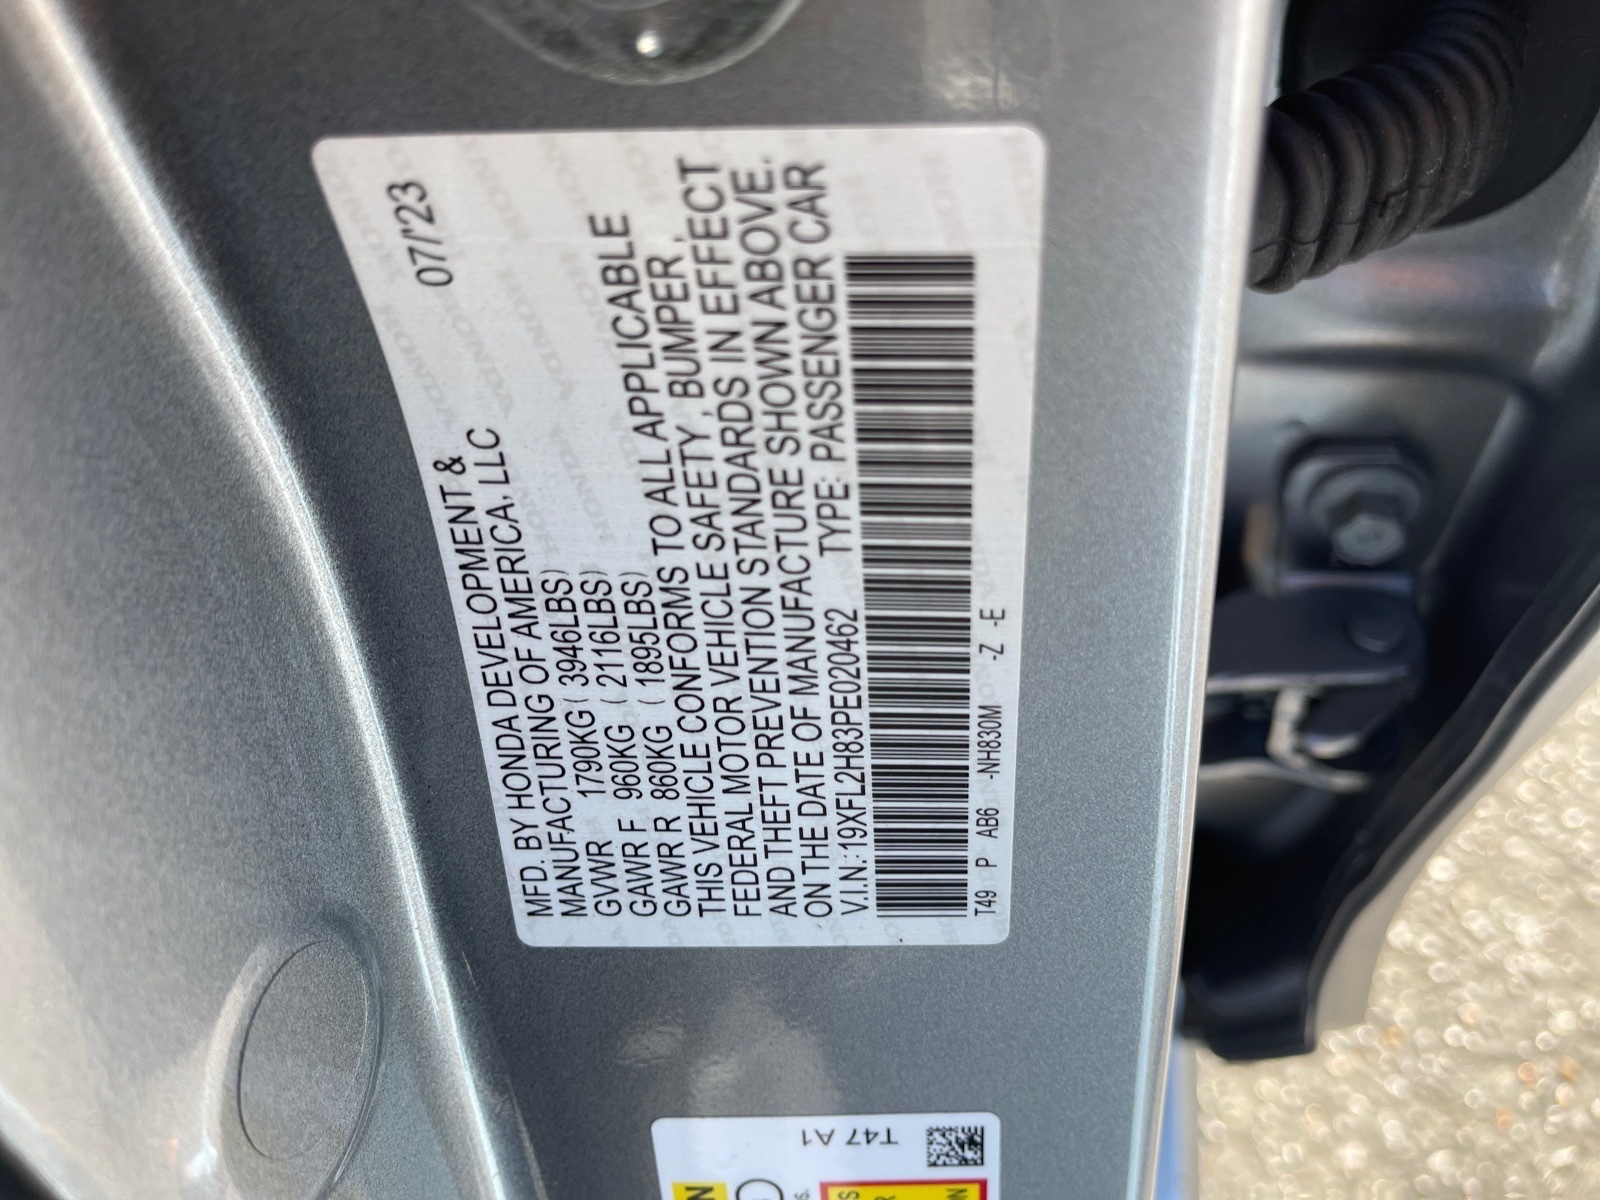 MFD. BY HONDA DEVELOPMENT &
MANUFACTURING OF AMERICA, LLC 07/'23
GVWR 1790KG ( 3946LBS)
GAWR F 960KG ( 2116LBS)
GAWR R 860KG ( 1895LBS)
THIS VEHICLE CONFORMS TO ALL APPLICABLE
FEDERAL MOTOR VEHICLE SAFETY, BUMPER,
AND THEFT PREVENTION STANDARDS IN EFFECT
ON THE DATE OF MANUFACTURE SHOWN ABOVE.
V.I.N.: 19XFL2H83PE020462 TYPE: PASSENGER CAR
T49 P AB6 -NH830M -Z -E
T47 A1